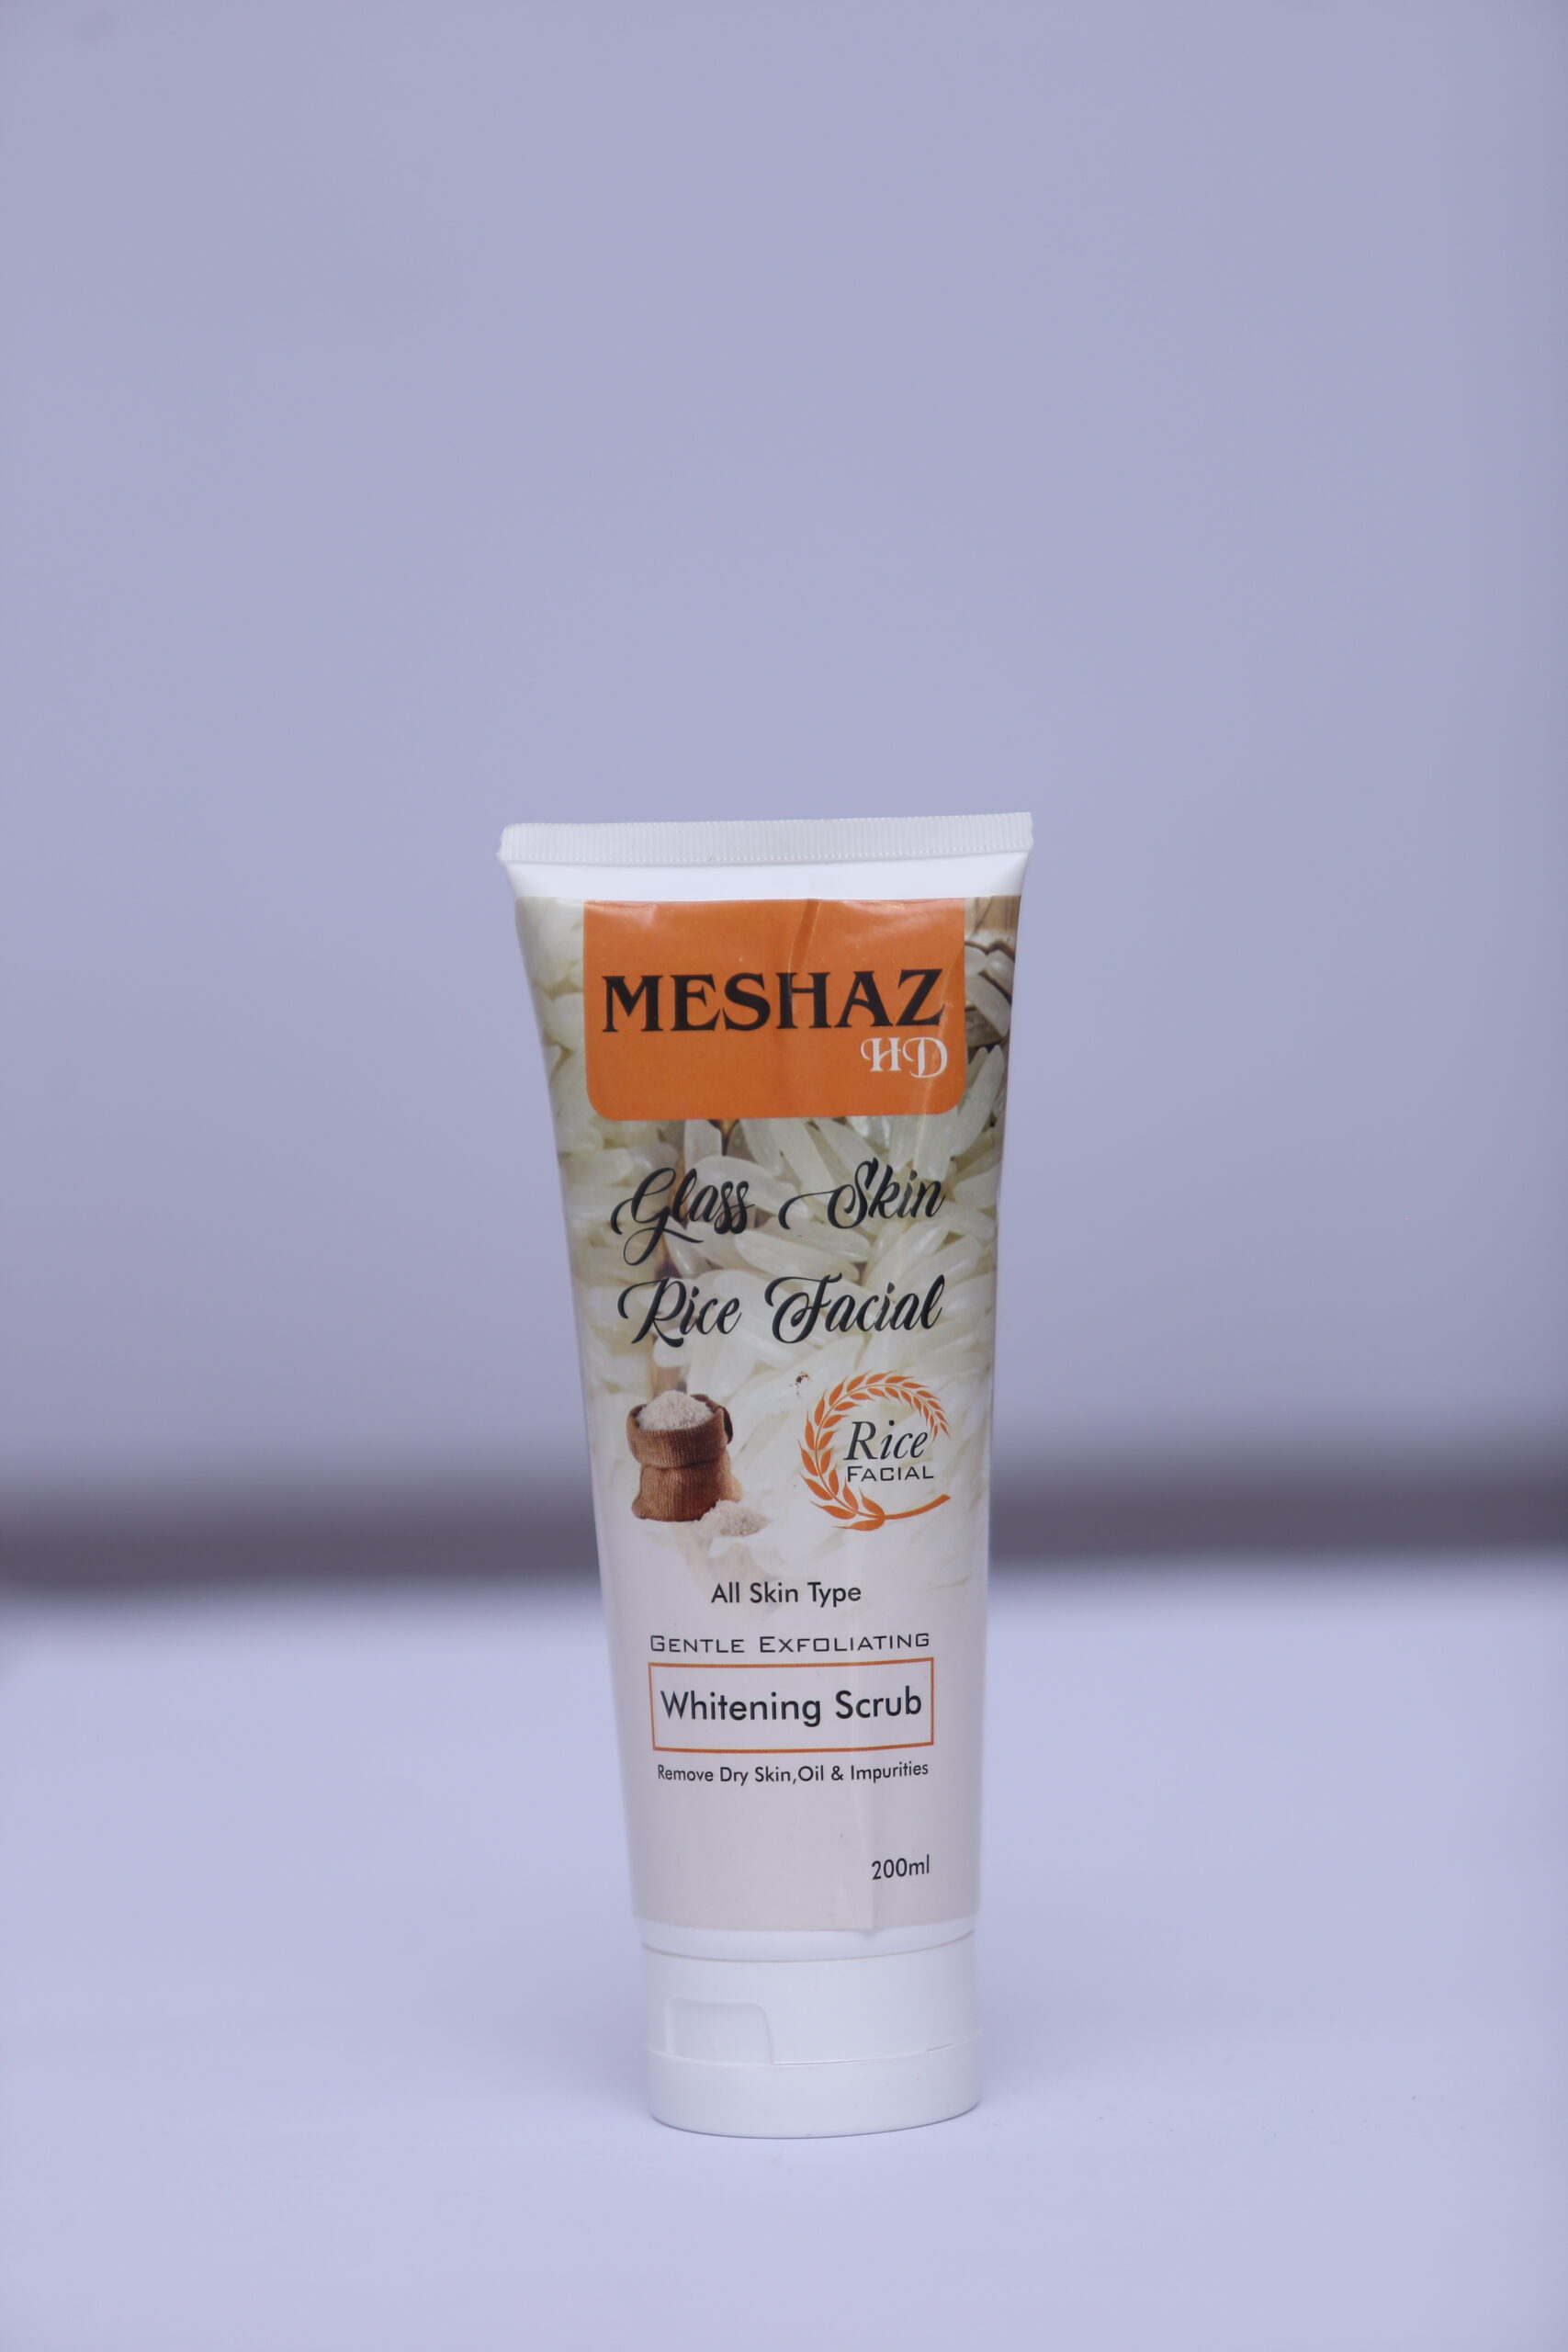 MESHAZ
HD
Glass Skin
Rice Facial
Rice
FACIAL
All Skin Type
GENTLE EXFOLIATING
Whitening Scrub
Remove Dry Skin,Oil & Impurities
200ml